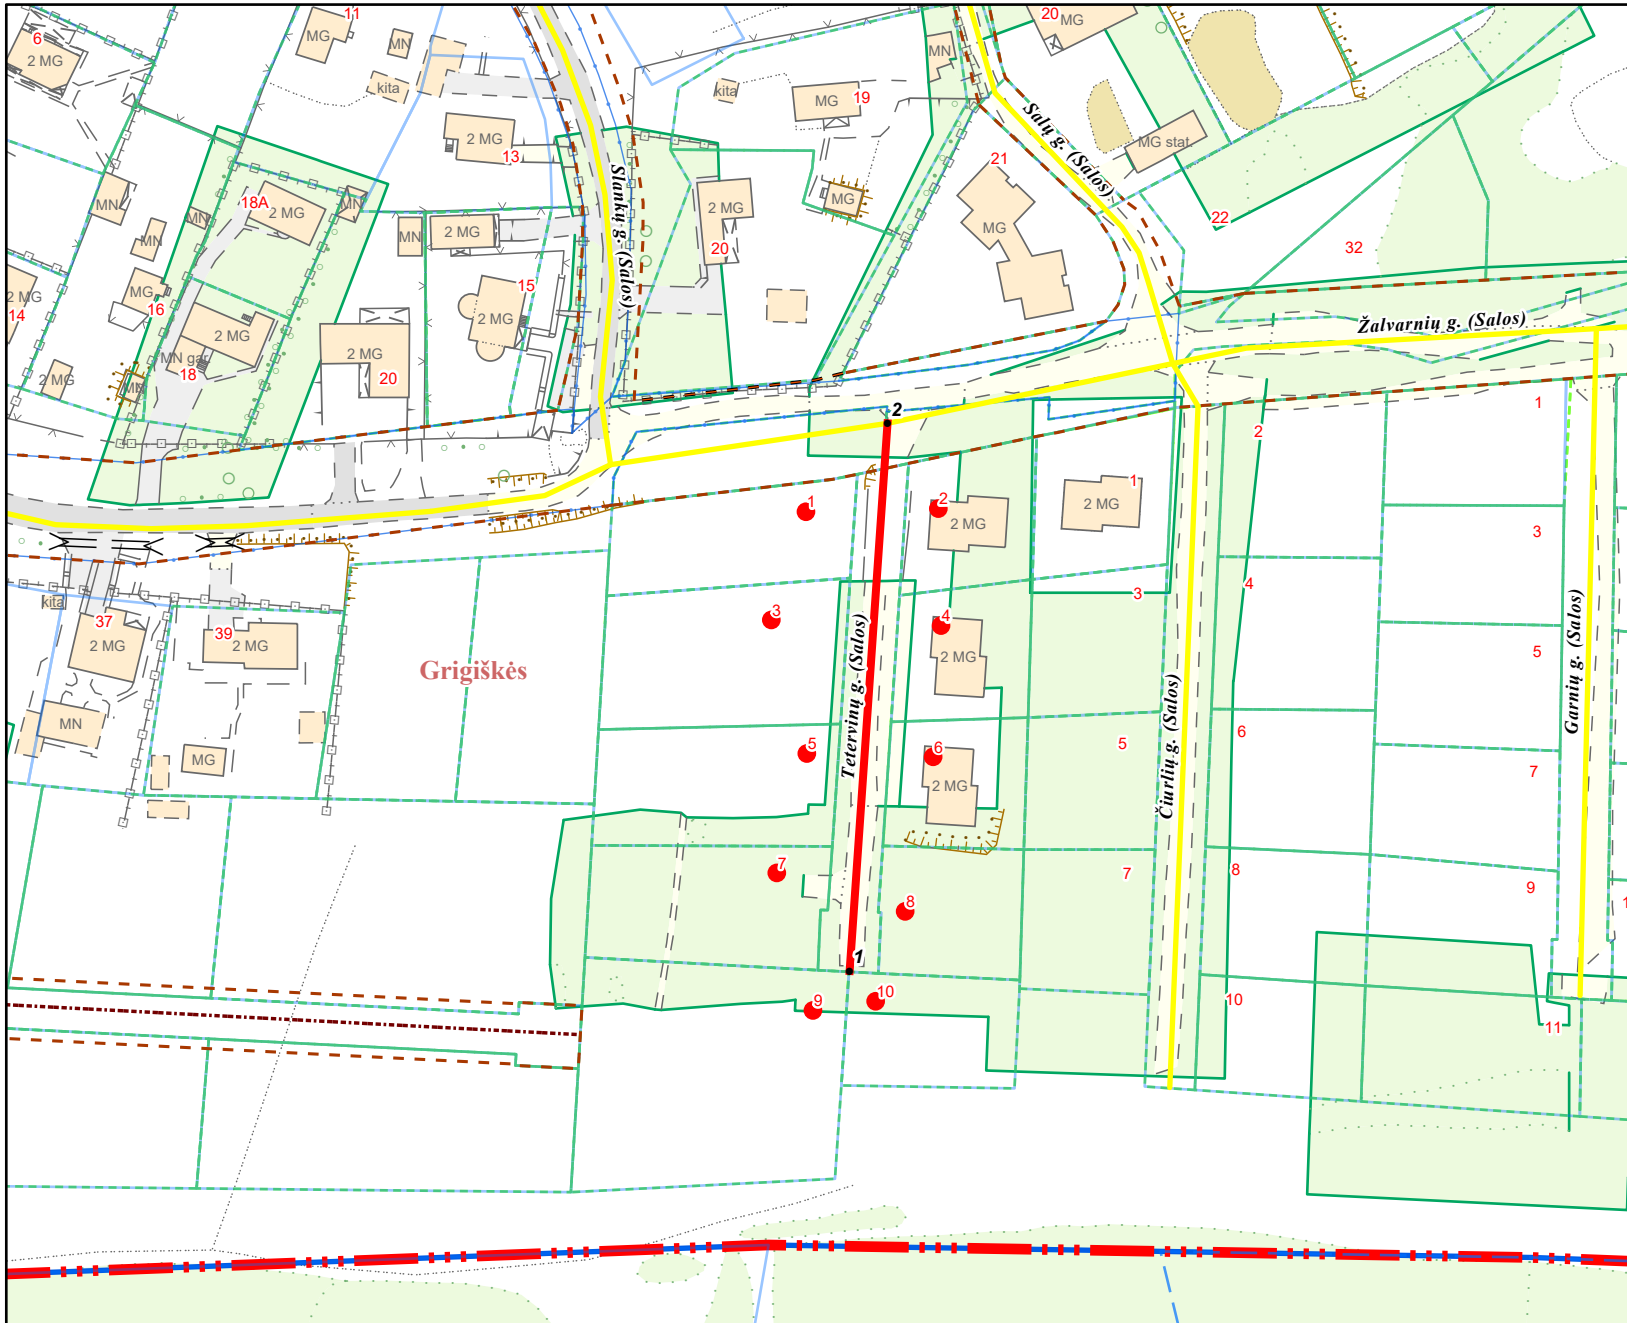 6
2 MG
11
MG
MN
kita
kita
MN
MG
19
20
MG
2 MG
13
Slankų g. (Salos)
Salų g. (Salos)
MG stat.
21
MG
22
32
MN
MN
18A
2 MG
MN
MN
2 MG
2 MG
20
MG
MN
MG
16
2 MG
14
15
2 MG
2 MG
MN gar.
18
2 MG
20
2 MG
MN
Žalvarnių g. (Salos)
2
1
2
1
2
2 MG
1
2 MG
3
3
4
kita
37
2 MG
39
2 MG
3
4
2 MG
5
Grigiškės
Tetervinų g. (Salos)
Čiurlių g. (Salos)
Garnių g. (Salos)
MN
MG
5
6
2 MG
5
6
7
7
8
7
8
9
1
1
9
10
10
11